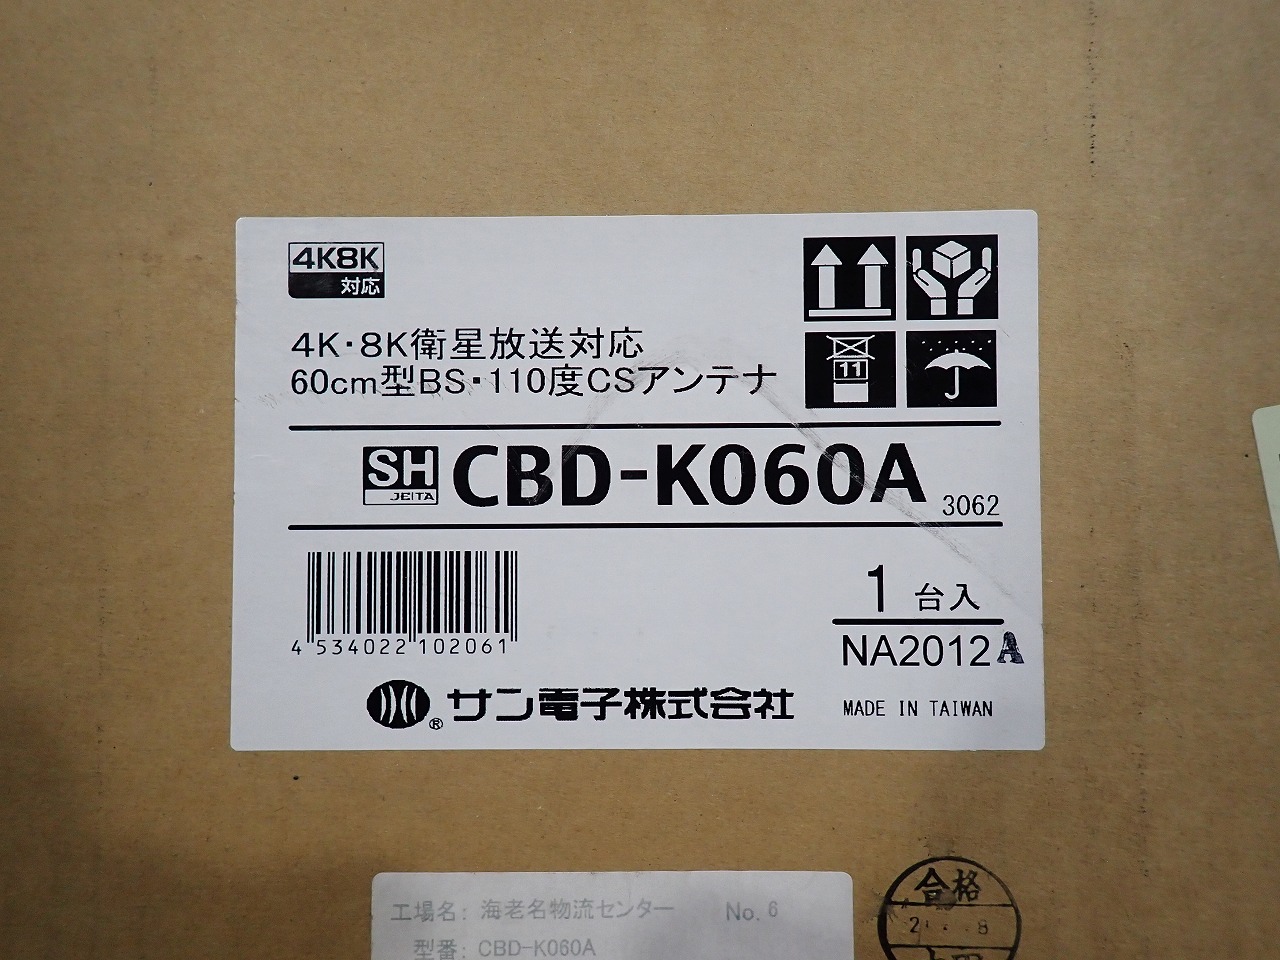 4K8K
対応
4K・8K衛星放送対応
60cm型BS・110度CSアンテナ
11
SH
JEITA
CBD-K060A
3062
4 534022 102061
1 台入
NA2012A
® サン電子株式会社
MADE IN TAIWAN
工場名: 海老名物流センター No. 6
型番: CBD-K060A
合格